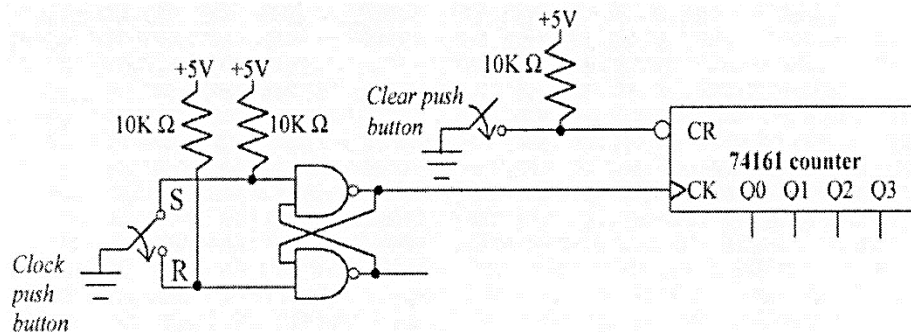 +5V
+5V +5V
10K Ω
Clear push
button
10K Ω
10K Ω
CR
74161 counter
S
CK Q0 Q1 Q2 Q3
R
Clock
push
button